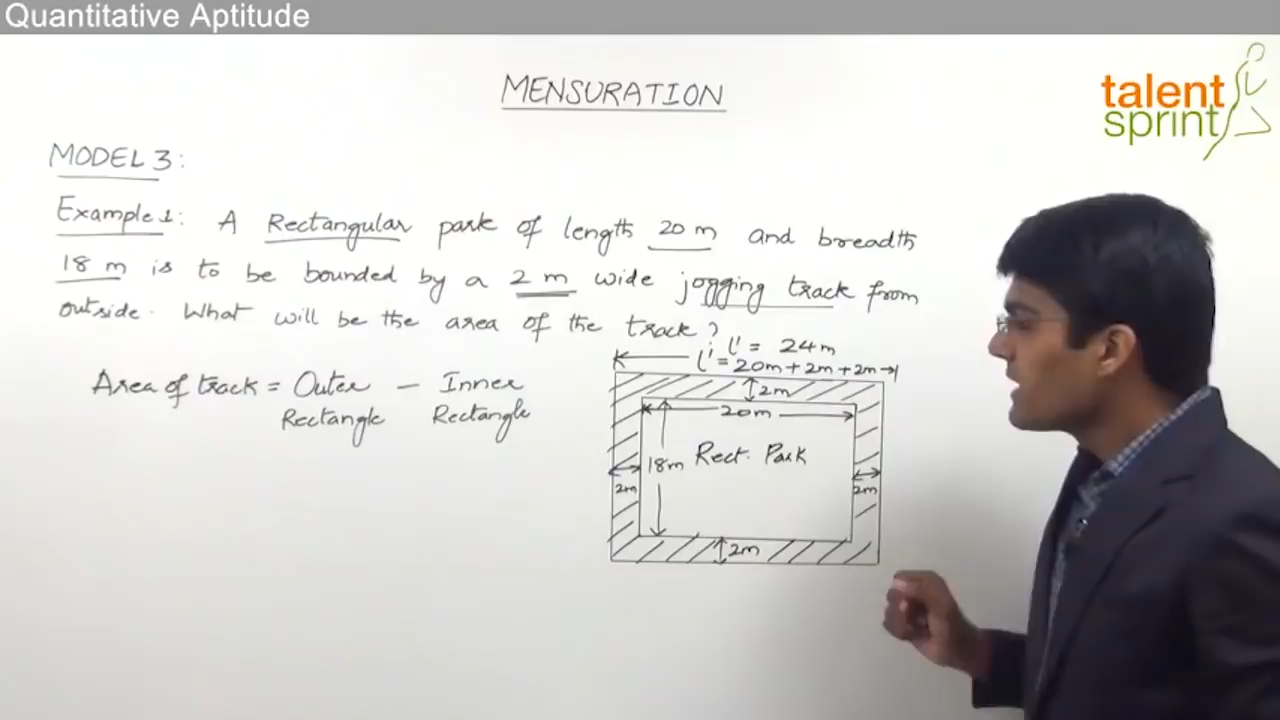 Quantitative Aptitude
talent
sprint
MENSURATION
MODEL 3:
Example 1: A Rectangular park of length 20 m and breadth
18 m is to be bounded by a 2 m wide jogging track from
outside. What will be the area of the track?
Area of track = Outer - Inner
Rectangle Rectangle
l' = 24m
l' = 20m+2m+2m
2m
20m
18m
Rect. Park
2m
2m
2m